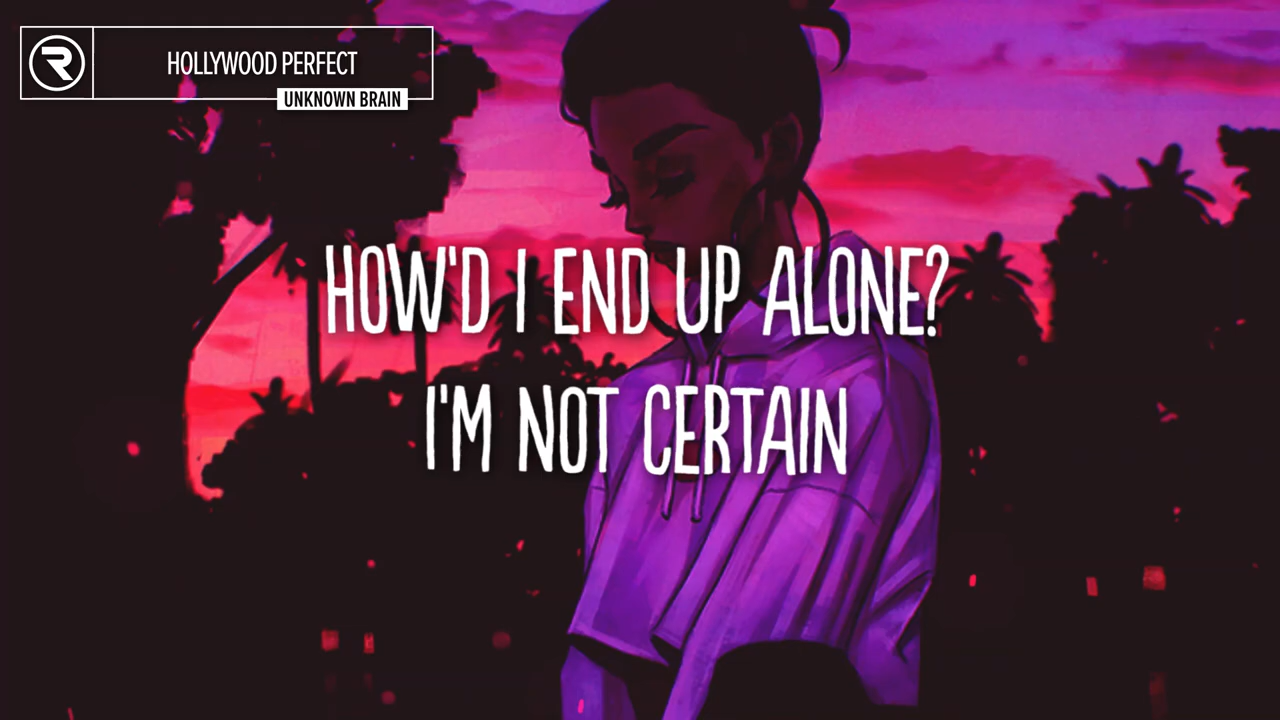 HOLLYWOOD PERFECT
UNKNOWN BRAIN
HOW'D I END UP ALONE?
I'M NOT CERTAIN